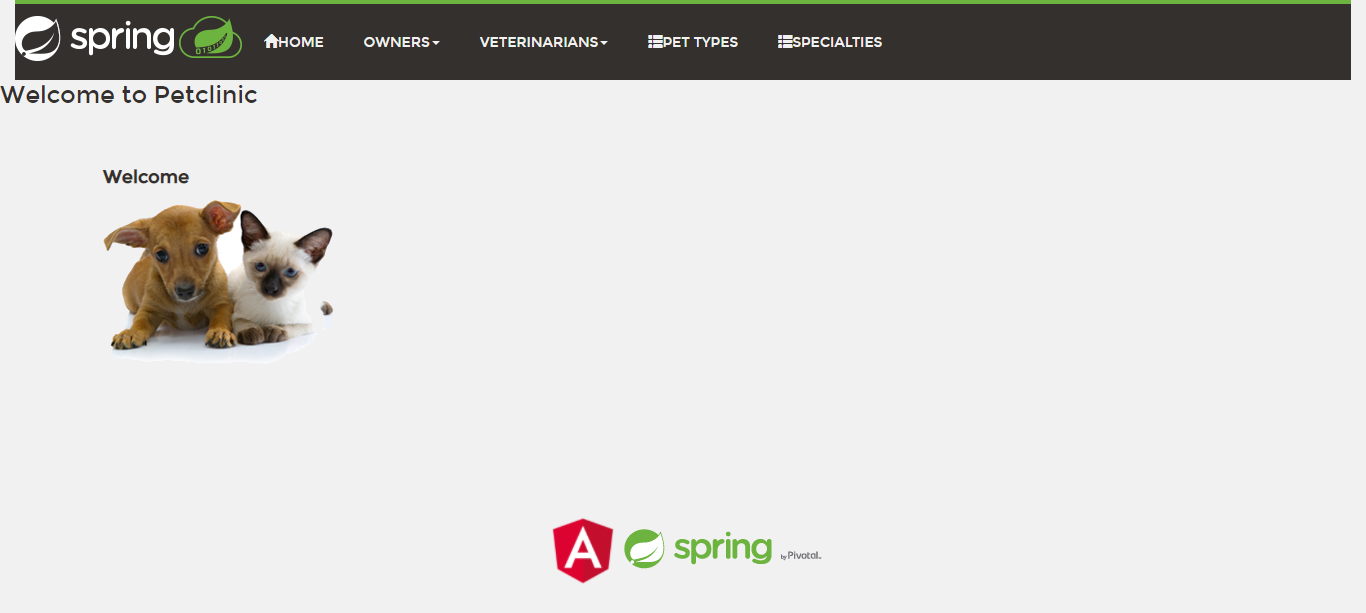 spring HOME OWNERS VETERINARIANS PET TYPES SPECIALTIES
Welcome to Petclinic
Welcome
A spring by Pivotal.